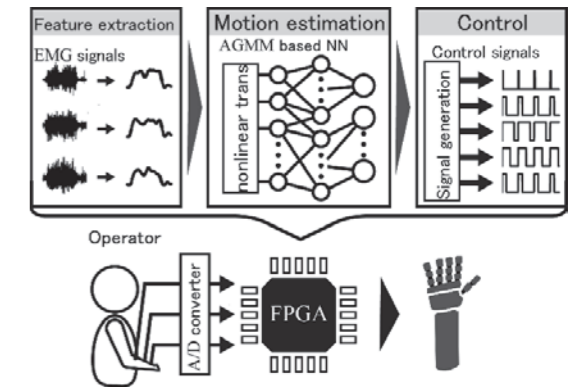 Feature extraction
EMG signals
Motion estimation
AGMM based NN
nonlinear trans
Control
Control signals
Signal generation
Operator
A/D converter
FPGA